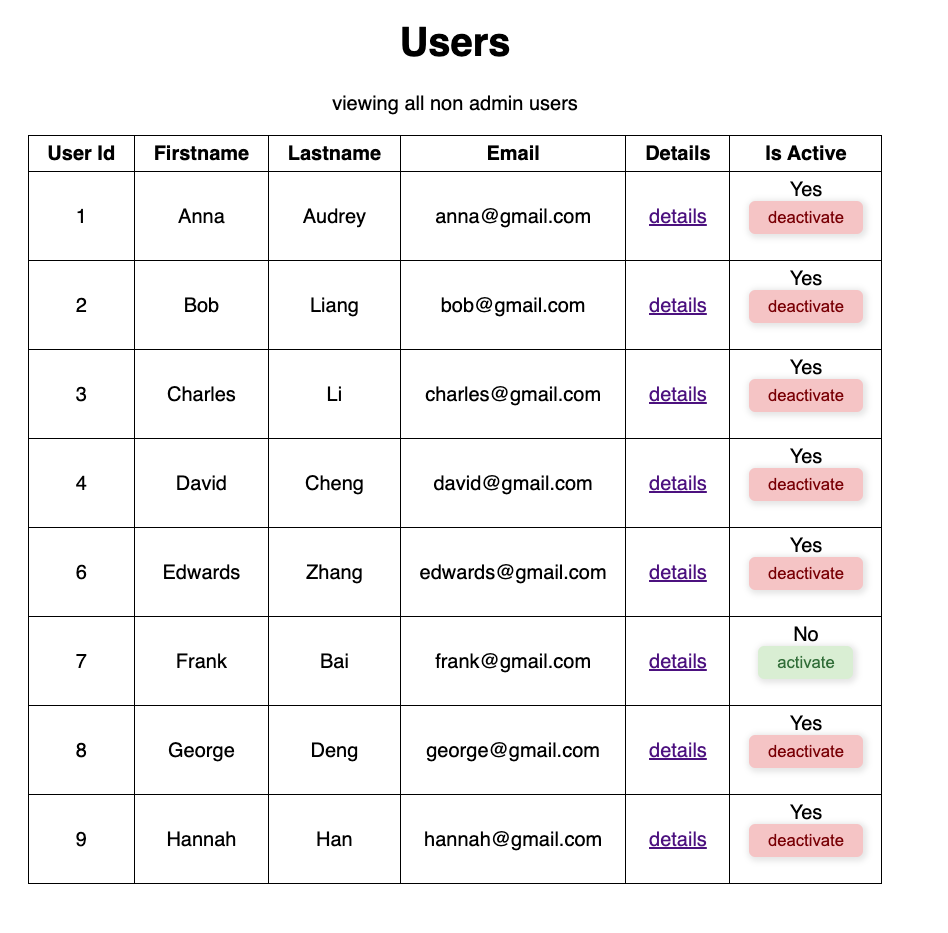 Users
viewing all non admin users
User Id Firstname Lastname Email Details Is Active
1 Anna Audrey anna@gmail.com details Yes
deactivate
2 Bob Liang bob@gmail.com details Yes
deactivate
3 Charles Li charles@gmail.com details Yes
deactivate
4 David Cheng david@gmail.com details Yes
deactivate
6 Edwards Zhang edwards@gmail.com details Yes
deactivate
7 Frank Bai frank@gmail.com details No
activate
8 George Deng george@gmail.com details Yes
deactivate
9 Hannah Han hannah@gmail.com details Yes
deactivate